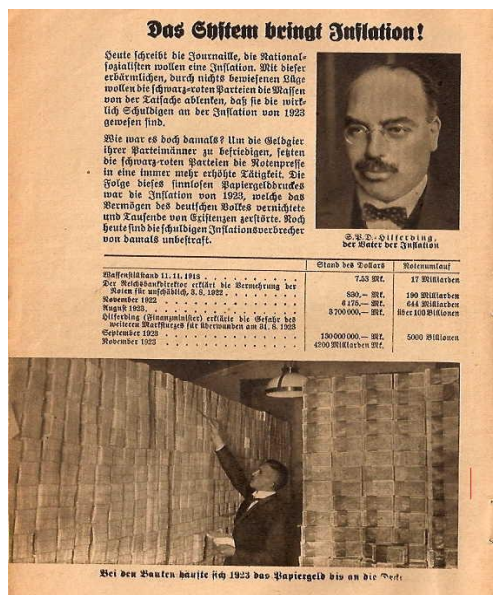 Das System bringt Inflation!
Heute schreibt die Journaille, die National-
sozialisten wollen eine Inflation. Mit dieser
erbärmlichen, durch nichts bewiesenen Lüge
wollen die schwarz-roten Parteien die Massen
von der Tatsache ablenken, daß sie die wirk-
lich Schuldigen an der Inflation von 1923
gewesen sind.
Wie war es doch damals? Um die Geldgier
ihrer Parteimänner zu befriedigen, setzten
die schwarz-roten Parteien die Notenpresse
in eine immer mehr erhöhte Tätigkeit. Die
Folge dieses sinnlosen Papiergelddruckes
war die Inflation von 1923, welche das
Vermögen des deutschen Volkes vernichtete
und Tausende von Existenzen zerstörte. Noch
heute sind die schuldigen Inflationsverbrecher
von damals unbestraft.
S.P.D.-Hilferding,
der Vater der Inflation
Stand des Dollars Notenumlauf
Waffenstillstand 11. 11. 1918 . . . . 7.53 Mk. 17 Milliarden
Der Reichsbankdirektor erklärt die Vermehrung der
Noten für unschädlich, 3. 8. 1922 . . . . 830.— Mk. 190 Milliarden
November 1922 . . . . 6 175.— Mk. 644 Milliarden
August 1923. . . . . 3 700 000.— Mk. über 100 Billionen
Hilferding (Finanzminister) erklärte die Gefahr des
weiteren Marksturzes für überwunden am 31. 8. 1923
September 1923 . . . . 150 000 000.— Mk. 5000 Billionen
November 1923 . . . . 4200 Milliarden Mk.
Bei den Banken häufte sich 1923 das Papiergeld bis an die Decke